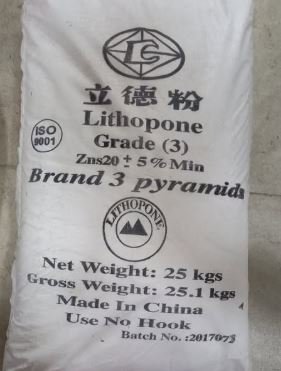 LC
立德粉
Lithopone
ISO
9001
Grade (3)
Zns20 ± 5% Min
Brand 3 pyramids
LITHOPONE
Net Weight: 25 kgs
Gross Weight: 25.1 kgs
Made In China
Use No Hook
Batch No.:2017073